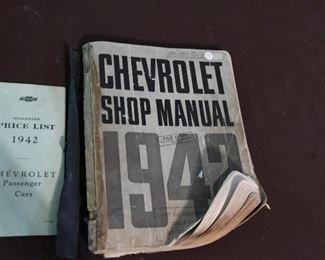 SUGGESTED
PRICE LIST
1942
CHEVROLET
Passenger
Cars
CHEVROLET
SHOP MANUAL
1942